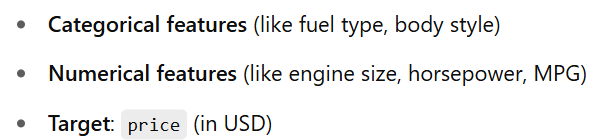 • Categorical features (like fuel type, body style)
• Numerical features (like engine size, horsepower, MPG)
• Target: price (in USD)